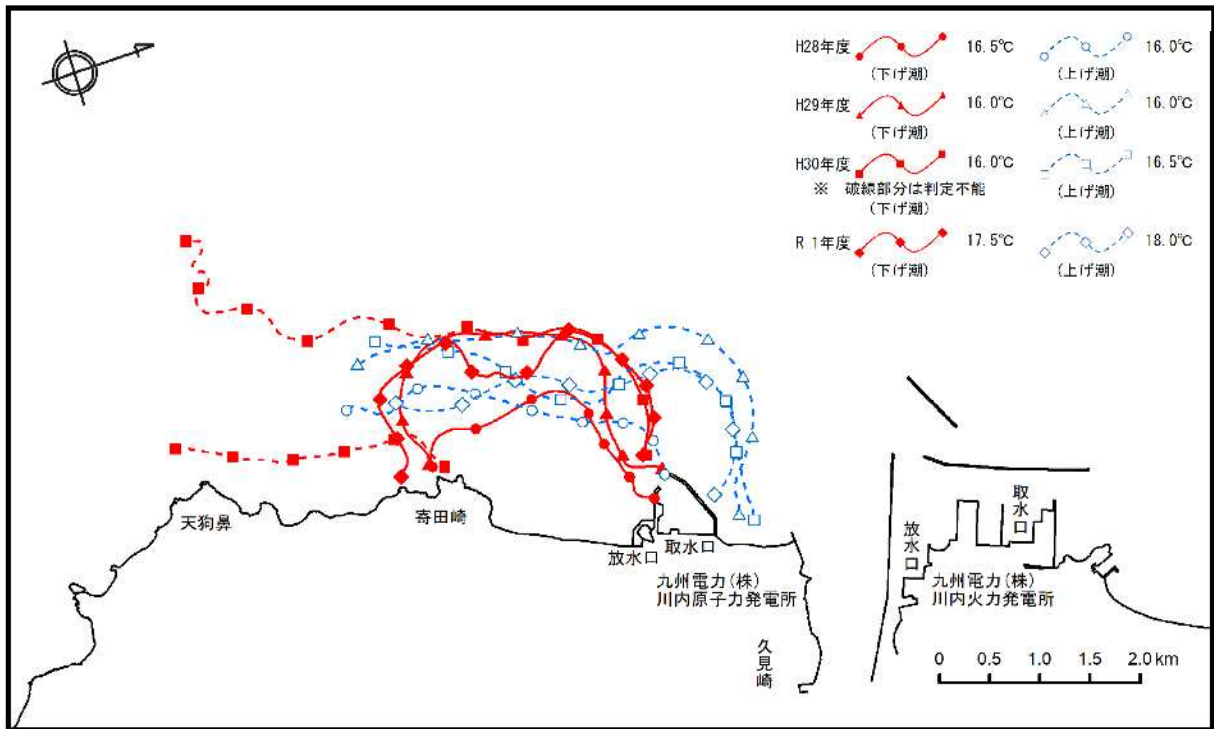 H28年度 16.5℃ 16.0℃
(下げ潮) (上げ潮)
H29年度 16.0℃ 16.0℃
(下げ潮) (上げ潮)
H30年度 16.0℃ 16.5℃
※ 破線部分は判定不能
(下げ潮) (上げ潮)
R 1年度 17.5℃ 18.0℃
(下げ潮) (上げ潮)
天狗鼻
寄田崎
放水口
取水口
九州電力(株)
川内原子力発電所
久見崎
放水口
取水口
九州電力(株)
川内火力発電所
0 0.5 1.0 1.5 2.0 km